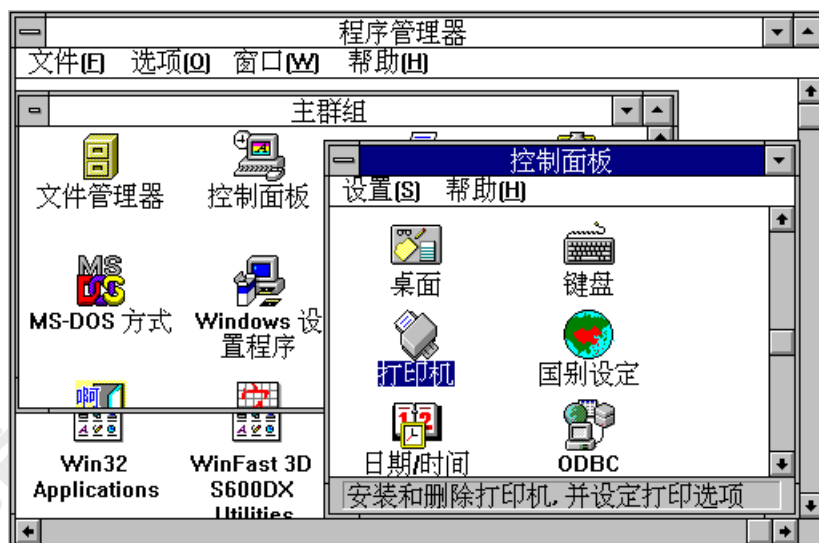 程序管理器
文件(F) 选项(O) 窗口(W) 帮助(H)
主群组
文件管理器
控制面板
MS-DOS 方式
Windows 设
置程序
啊
Win32
Applications
WinFast 3D
S600DX
Utilities
控制面板
设置(S) 帮助(H)
桌面
键盘
打印机
国别设定
日期/时间
ODBC
安装和删除打印机, 并设定打印选项